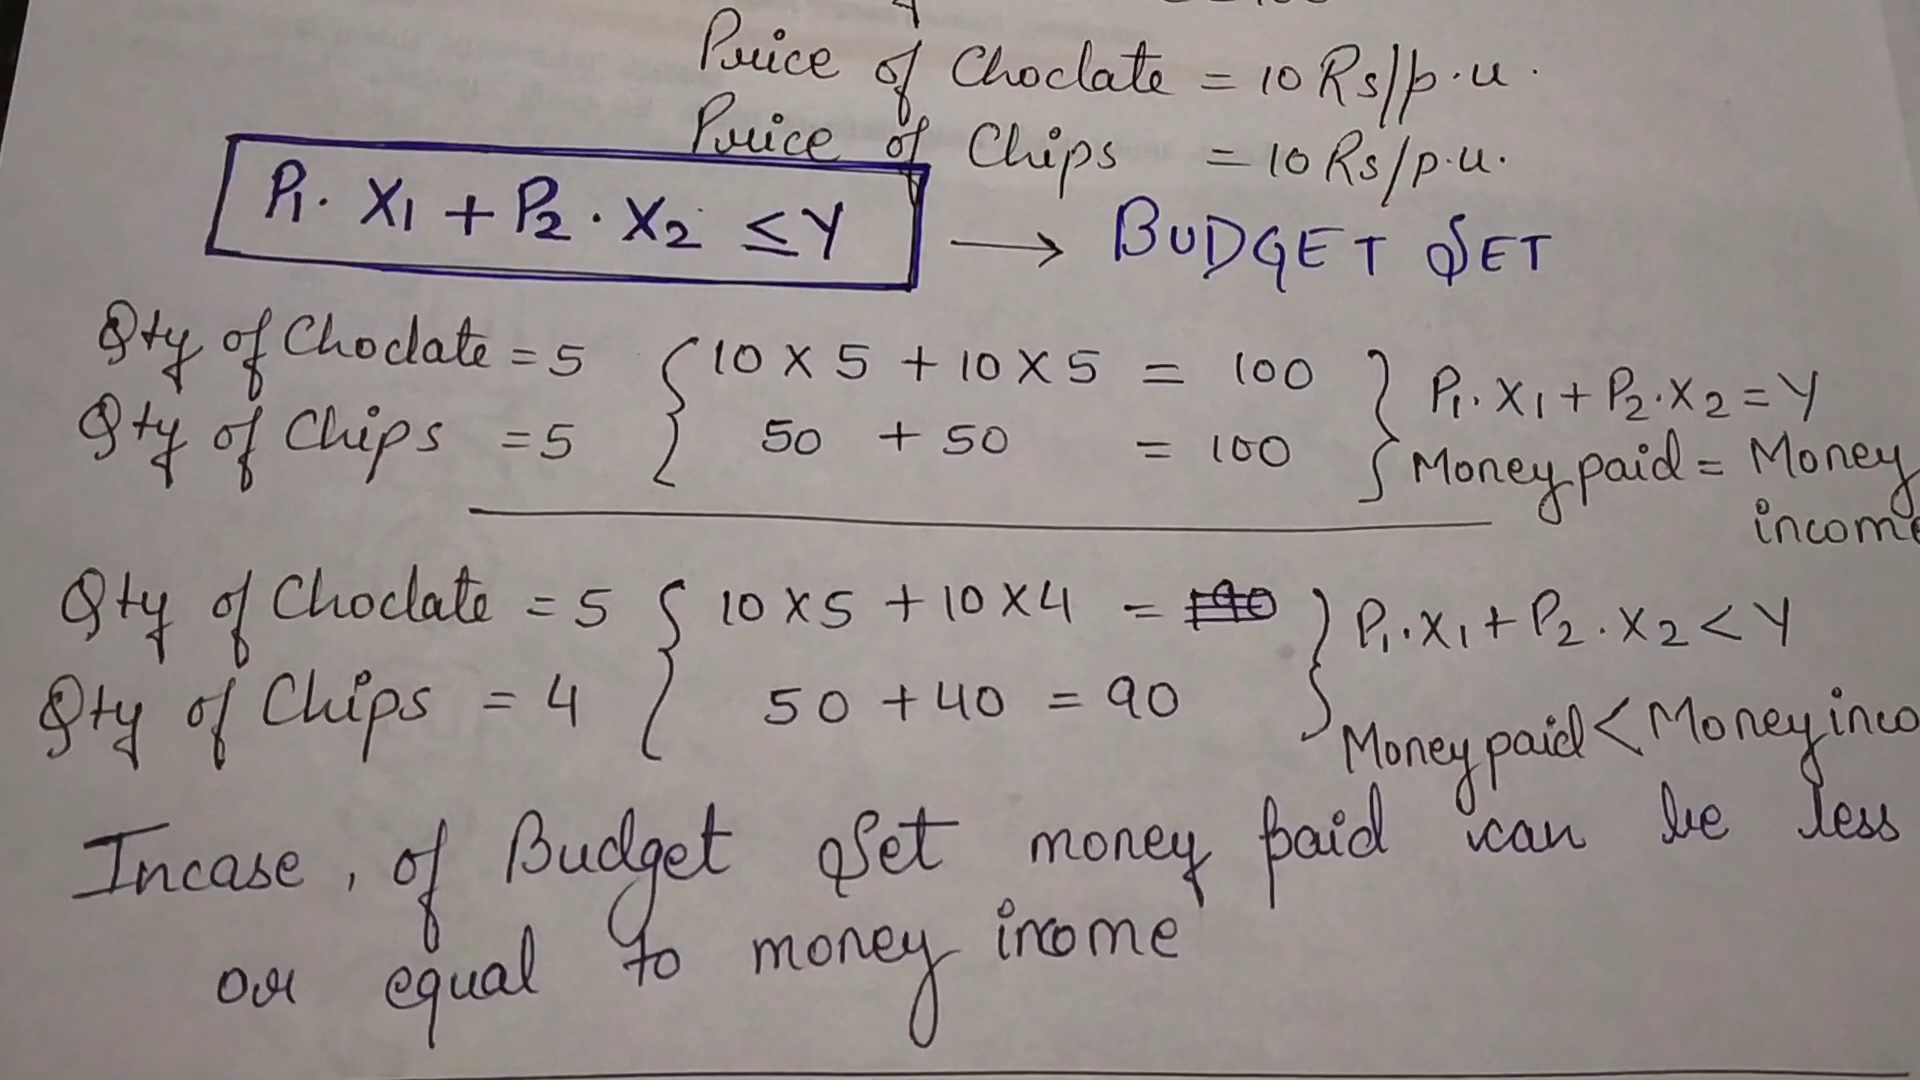 Price of Choclate = 10 Rs/p.u.
Price of Chips = 10 Rs/p.u.
P1. X1 + P2. X2 ≤ Y → BUDGET SET
Qty of Choclate = 5 { 10 X 5 + 10 X 5 = 100 } P1. X1 + P2. X2 = Y
Qty of Chips = 5 { 50 + 50 = 100 } Money paid = Money
income
Qty of Choclate = 5 { 10 X 5 + 10 X 4 = } P1. X1 + P2. X2 < Y
Qty of Chips = 4 { 50 + 40 = 90 } Money paid < Money inco
Incase, of Budget Set money paid can be less
or equal to money income